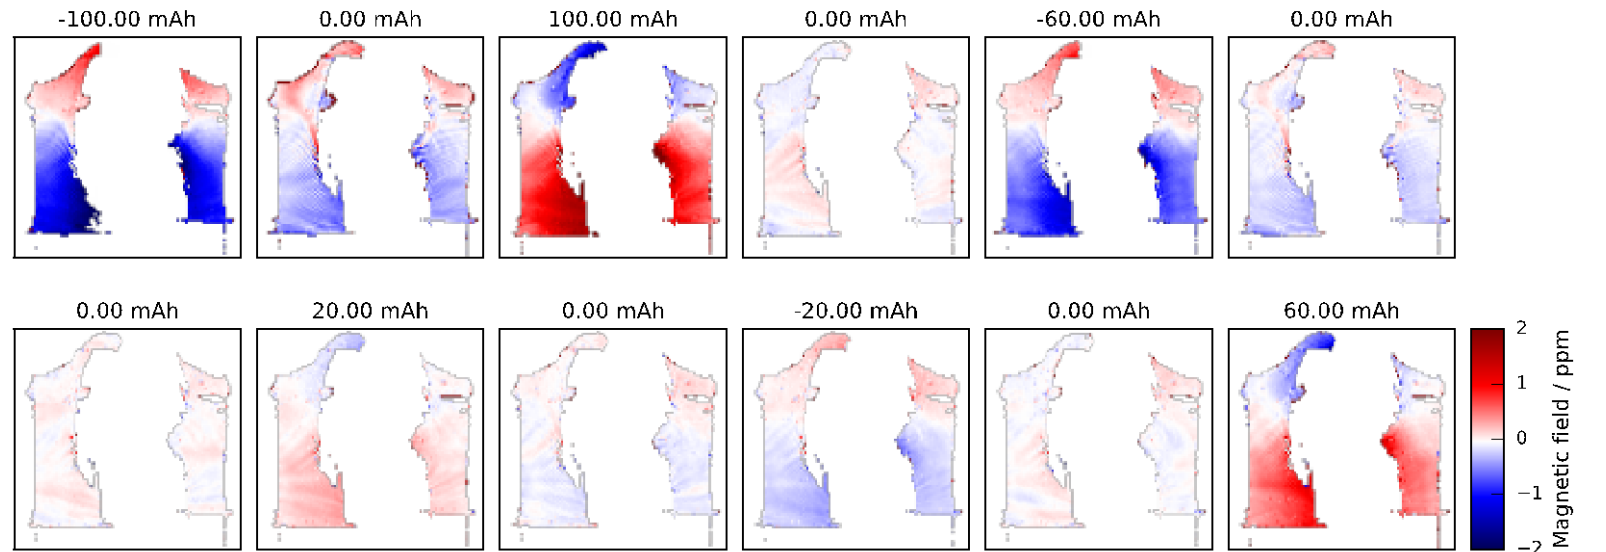 -100.00 mAh 0.00 mAh 100.00 mAh 0.00 mAh -60.00 mAh 0.00 mAh
0.00 mAh 20.00 mAh 0.00 mAh -20.00 mAh 0.00 mAh 60.00 mAh
2
1
0
−1
−2
Magnetic field / ppm